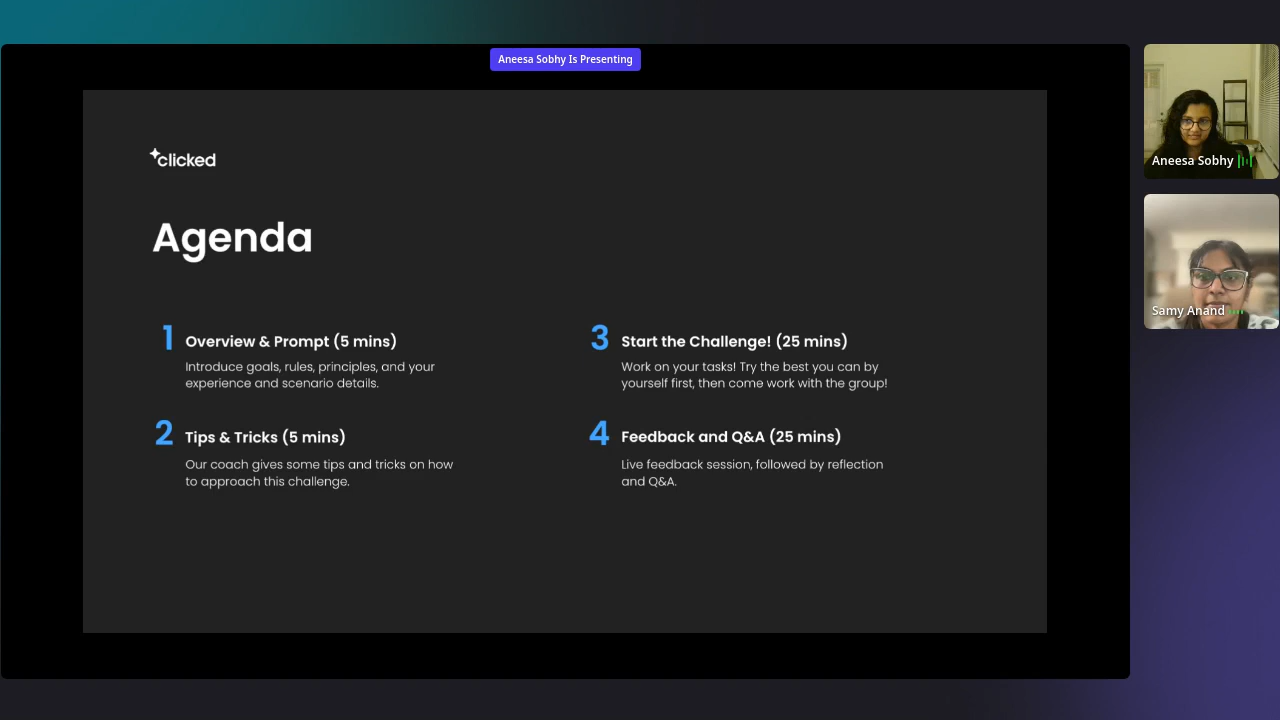 Aneesa Sobhy Is Presenting
clicked
Agenda
1 Overview & Prompt (5 mins)
Introduce goals, rules, principles, and your
experience and scenario details.
2 Tips & Tricks (5 mins)
Our coach gives some tips and tricks on how
to approach this challenge.
3 Start the Challenge! (25 mins)
Work on your tasks! Try the best you can by
yourself first, then come work with the group!
4 Feedback and Q&A (25 mins)
Live feedback session, followed by reflection
and Q&A.
Aneesa Sobhy
Samy Anand